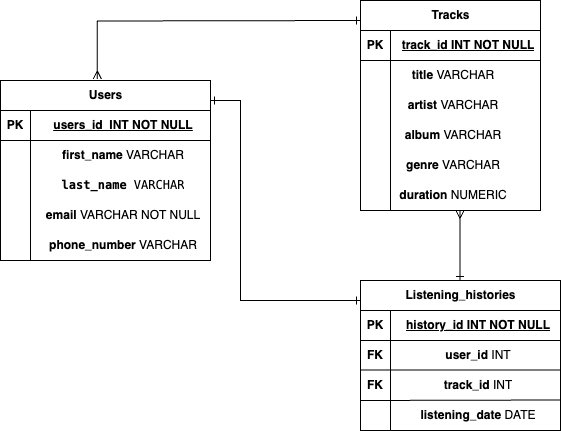 Tracks
PK track_id INT NOT NULL
title VARCHAR
artist VARCHAR
album VARCHAR
genre VARCHAR
duration NUMERIC
Users
PK users_id INT NOT NULL
first_name VARCHAR
last_name VARCHAR
email VARCHAR NOT NULL
phone_number VARCHAR
Listening_histories
PK history_id INT NOT NULL
FK user_id INT
FK track_id INT
listening_date DATE